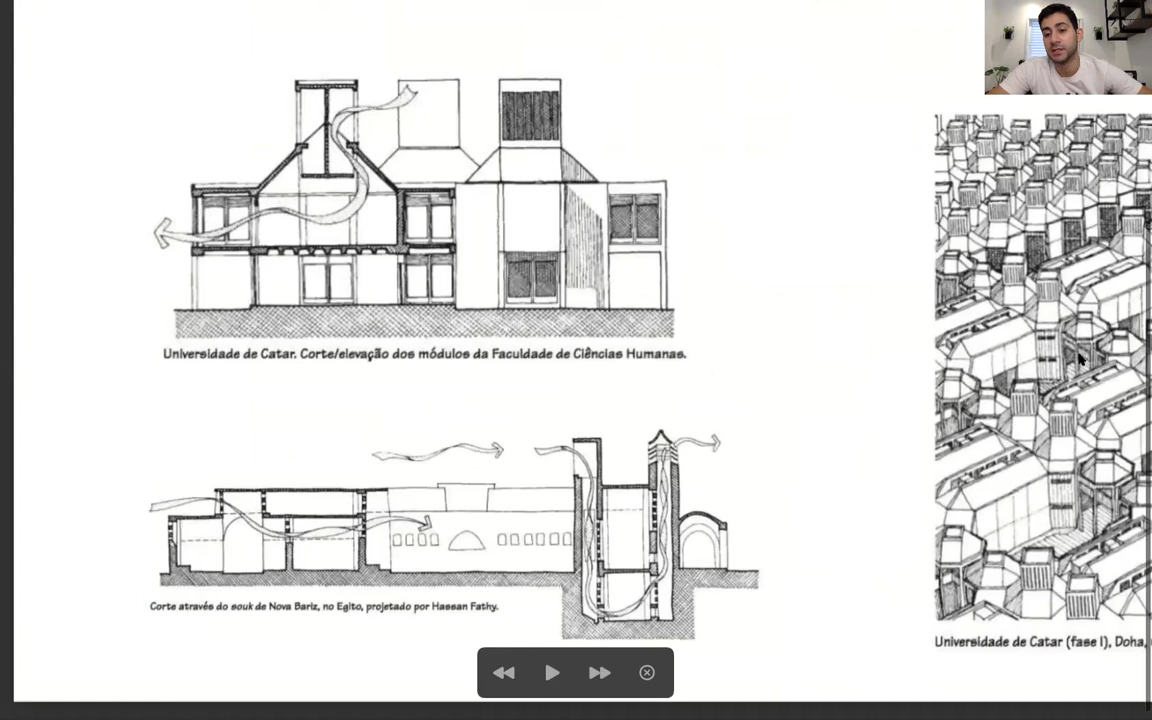 Universidade de Catar. Corte/elevação dos módulos da Faculdade de Ciências Humanas.
Corte através do souk de Nova Bariz, no Egito, projetado por Hassan Fathy.
Universidade de Catar (fase I), Doha,